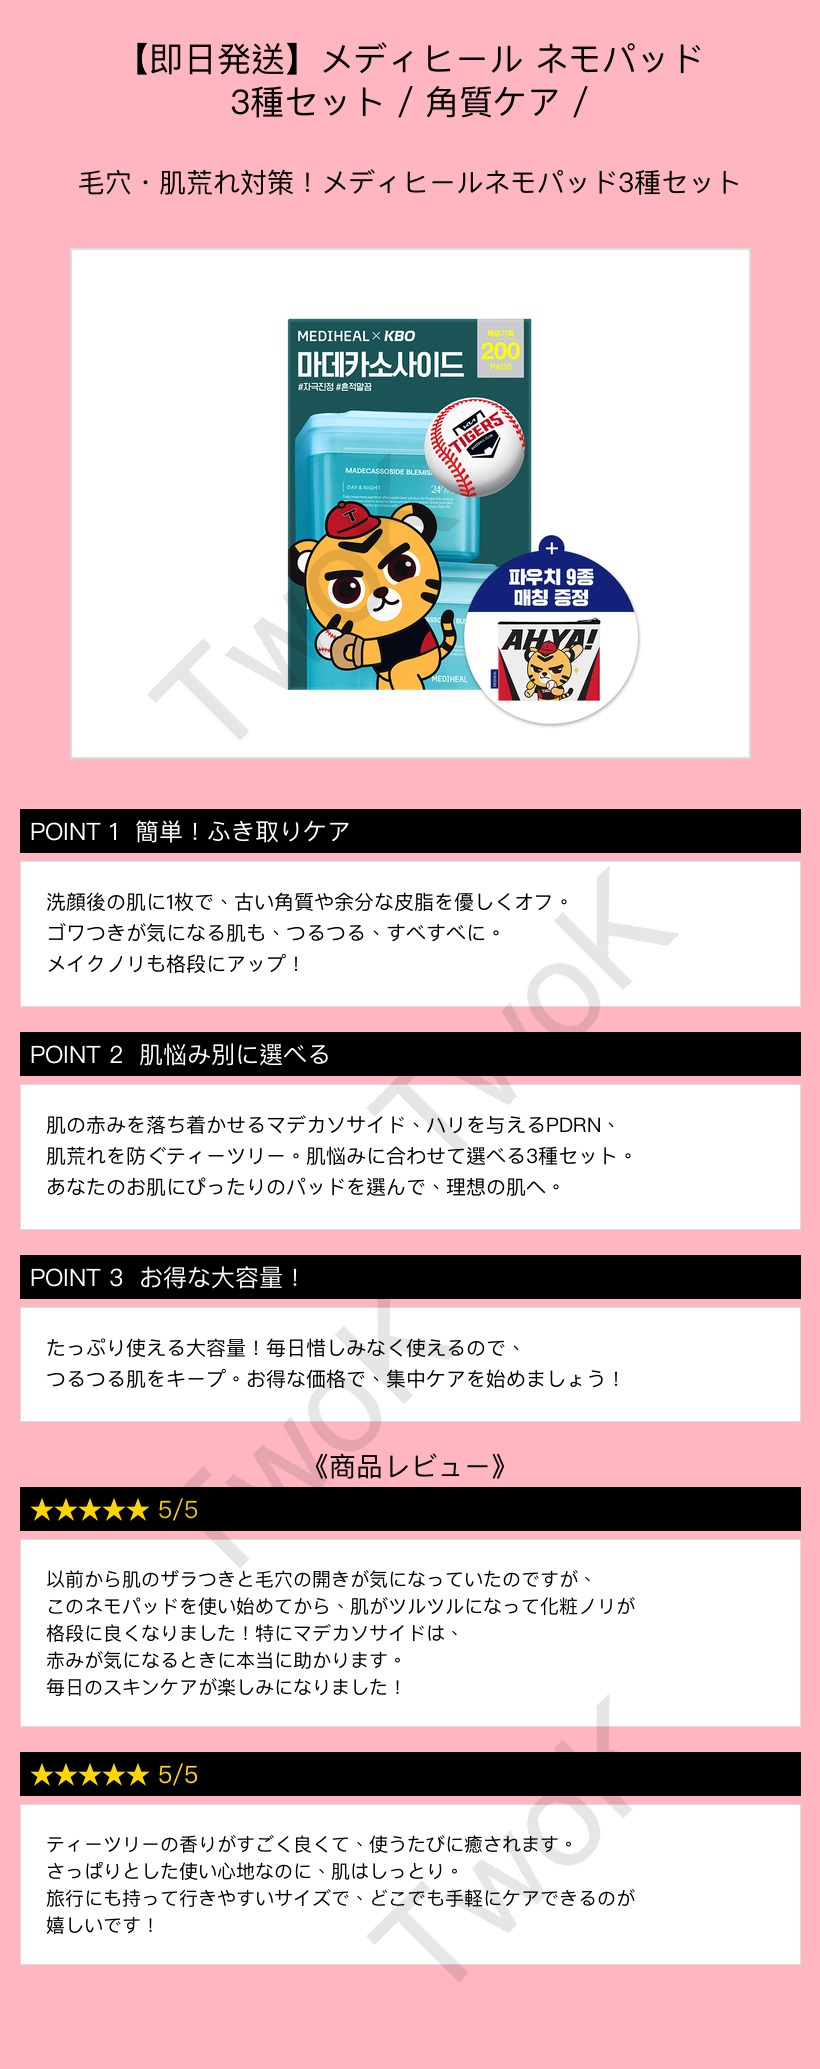 【即日発送】メディヒール ネモパッド
3種セット / 角質ケア /
毛穴・肌荒れ対策！メディヒールネモパッド3種セット
MEDIHEAL×KBO
마데카소사이드
#자극진정 #흔적말끔
특별기획
200
PADS
TIGERS
MADECASSOSIDE BLEMIS
DAY & NIGHT
MEDIHEAL
+
파우치 9종
매칭 증정
AHYA!
TwoK
POINT 1 簡単！ふき取りケア
洗顔後の肌に1枚で、古い角質や余分な皮脂を優しくオフ。
ゴワつきが気になる肌も、つるつる、すべすべに。
メイクノリも格段にアップ！
TwoK
POINT 2 肌悩み別に選べる
肌の赤みを落ち着かせるマデカソサイド、ハリを与えるPDRN、
肌荒れを防ぐティーツリー。肌悩みに合わせて選べる3種セット。
あなたのお肌にぴったりのパッドを選んで、理想の肌へ。
POINT 3 お得な大容量！
たっぷり使える大容量！毎日惜しみなく使えるので、
つるつる肌をキープ。お得な価格で、集中ケアを始めましょう！
TwoK
《商品レビュー》
★★★★★ 5/5
以前から肌のザラつきと毛穴の開きが気になっていたのですが、
このネモパッドを使い始めてから、肌がツルツルになって化粧ノリが
格段に良くなりました！特にマデカソサイドは、
赤みが気になるときに本当に助かります。
毎日のスキンケアが楽しみになりました！
★★★★★ 5/5
ティーツリーの香りがすごく良くて、使うたびに癒されます。
さっぱりとした使い心地なのに、肌はしっとり。
旅行にも持って行きやすいサイズで、どこでも手軽にケアできるのが
嬉しいです！
TwoK